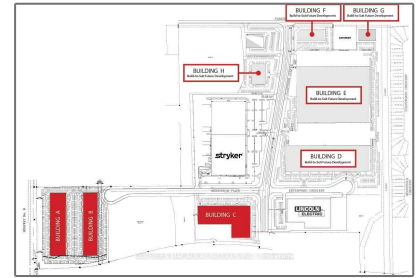 BUILDING F
Build-to-Suit Future Development
BUILDING G
Build-to-Suit Future Development
BUILDING H
Build-to-Suit Future Development
BUILDING E
Build-to-Suit Future Development
stryker
BUILDING D
Build-to-Suit Future Development
BUILDING A
BUILDING B
BUILDING C
LINCOLN
ELECTRIC